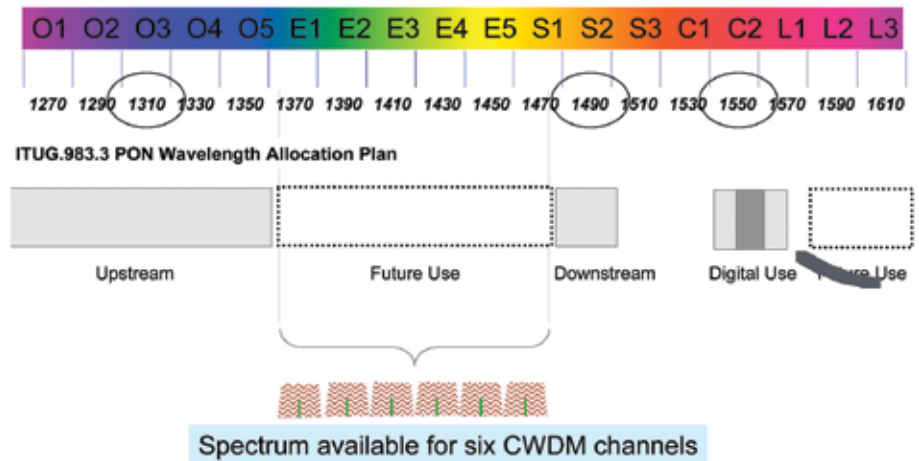 O1 O2 O3 O4 O5 E1 E2 E3 E4 E5 S1 S2 S3 C1 C2 L1 L2 L3
1270 1290 1310 1330 1350 1370 1390 1410 1430 1450 1470 1490 1510 1530 1550 1570 1590 1610
ITUG.983.3 PON Wavelength Allocation Plan
Upstream Future Use Downstream Digital Use Use
Spectrum available for six CWDM channels